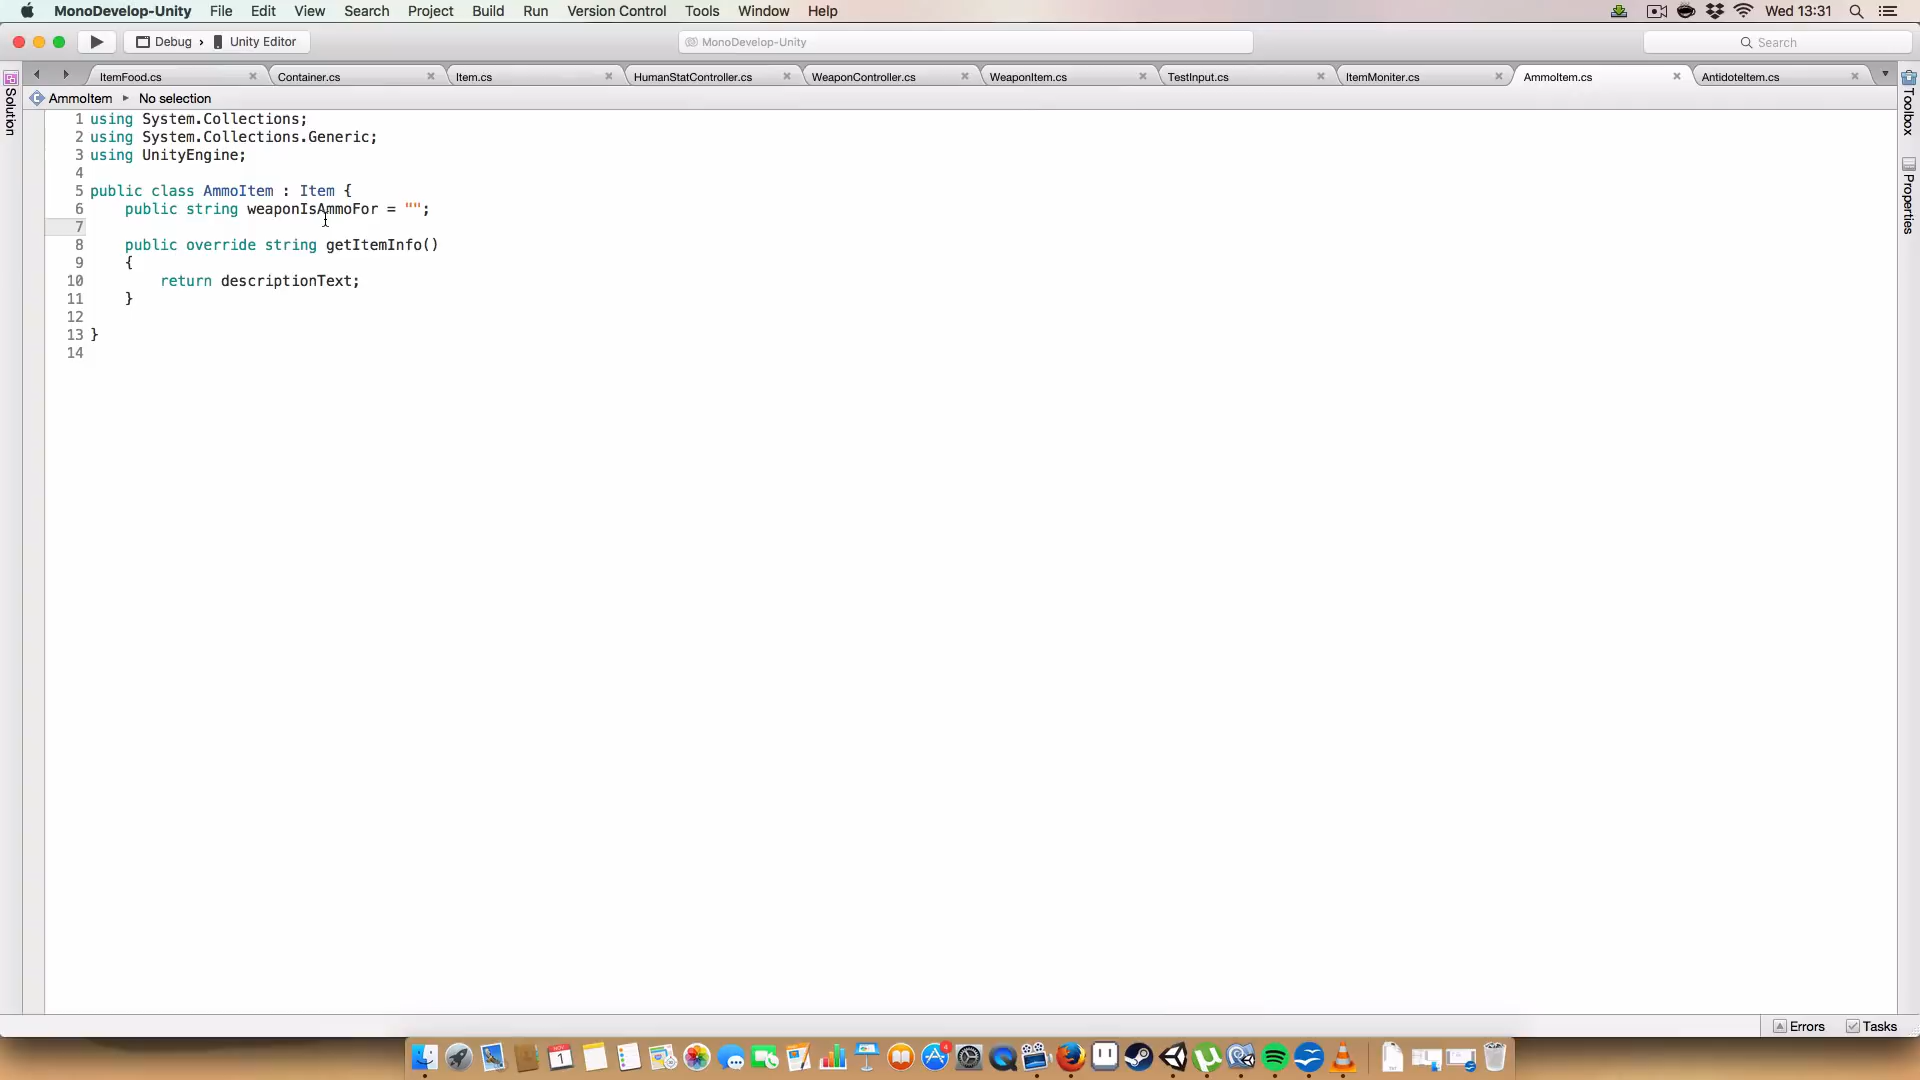 MonoDevelop-Unity File Edit View Search Project Build Run Version Control Tools Window Help Wed 13:31
Debug › Unity Editor MonoDevelop-Unity Search
ItemFood.cs Container.cs Item.cs HumanStatController.cs WeaponController.cs WeaponItem.cs TestInput.cs ItemMoniter.cs AmmoItem.cs AntidoteItem.cs
AmmoItem ▸ No selection
Solution
Toolbox
Properties
1 using System.Collections;
2 using System.Collections.Generic;
3 using UnityEngine;
4
5 public class AmmoItem : Item {
6 public string weaponIsAmmoFor = "";
7
8 public override string getItemInfo()
9 {
10 return descriptionText;
11 }
12
13 }
14
Errors Tasks